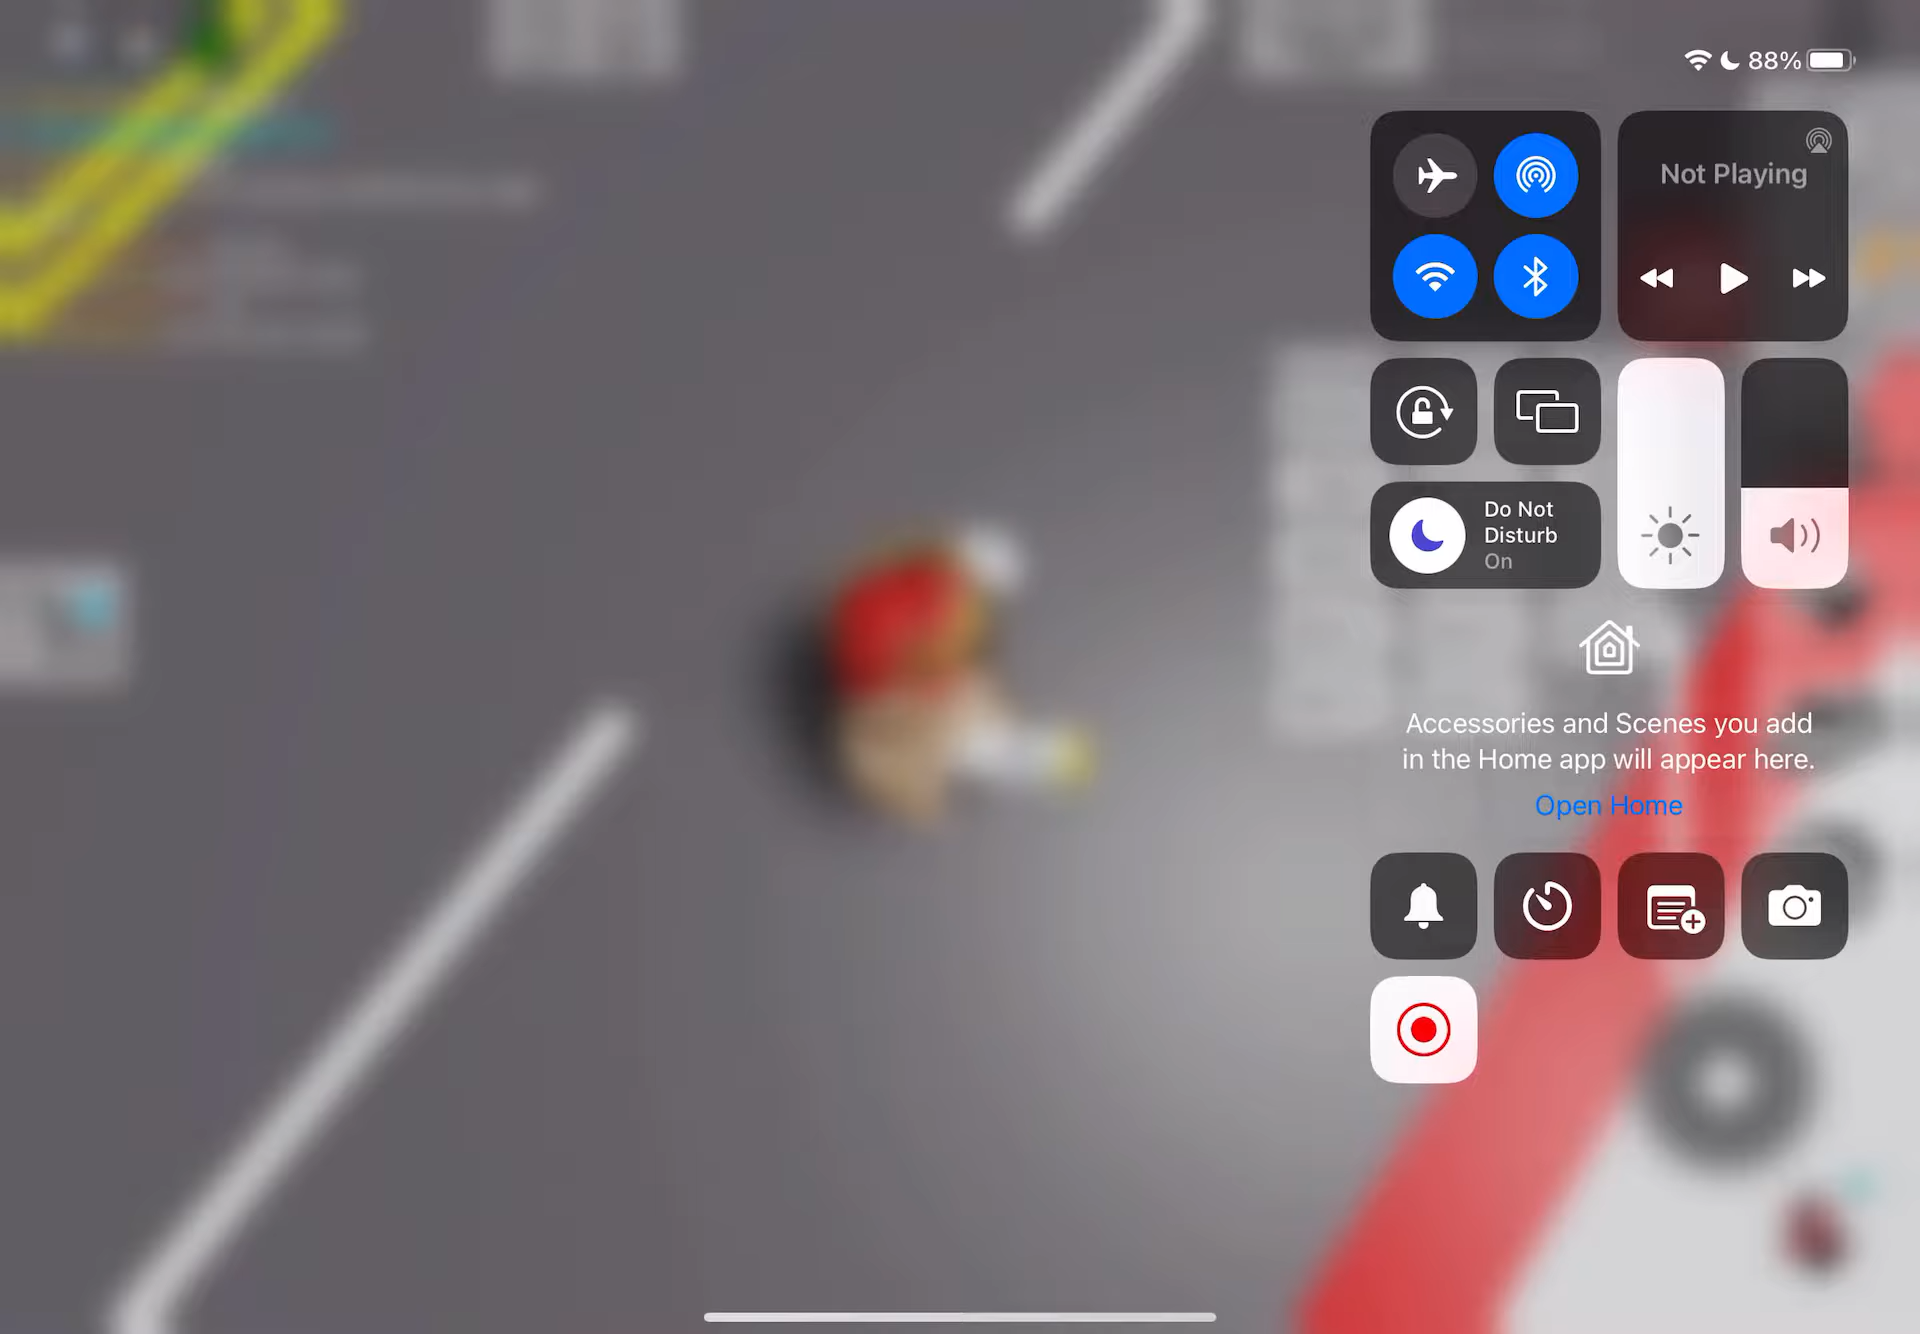 88%
Not Playing
Do Not
Disturb
On
Accessories and Scenes you add
in the Home app will appear here.
Open Home